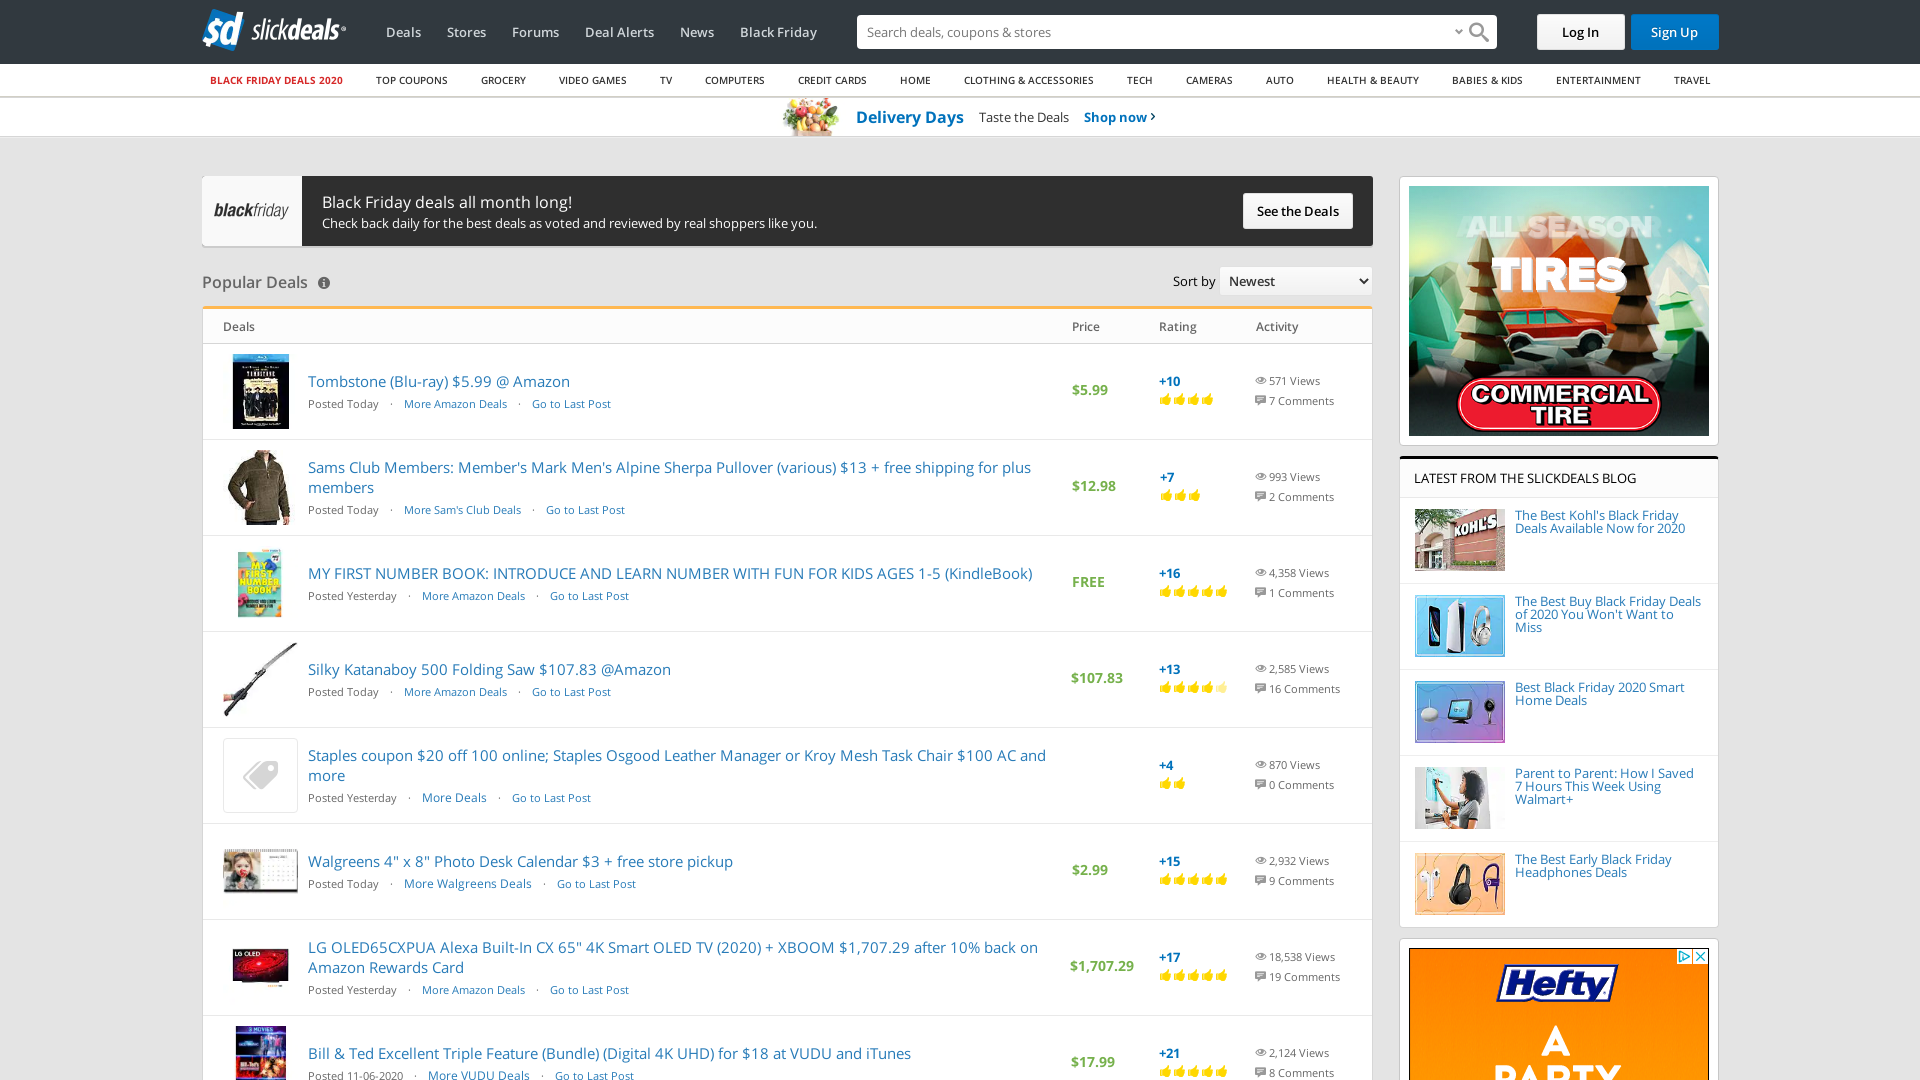 sd slickdeals®
Deals Stores Forums Deal Alerts News Black Friday
Search deals, coupons & stores
Log In Sign Up
BLACK FRIDAY DEALS 2020 TOP COUPONS GROCERY VIDEO GAMES TV COMPUTERS CREDIT CARDS HOME CLOTHING & ACCESSORIES TECH CAMERAS AUTO HEALTH & BEAUTY BABIES & KIDS ENTERTAINMENT TRAVEL
Delivery Days Taste the Deals Shop now
blackfriday
Black Friday deals all month long!
Check back daily for the best deals as voted and reviewed by real shoppers like you.
See the Deals
Popular Deals
Sort by Newest
Deals Price Rating Activity
TOMBSTONE
Tombstone (Blu-ray) $5.99 @ Amazon
Posted Today · More Amazon Deals · Go to Last Post
$5.99
+10
571 Views
7 Comments
Sams Club Members: Member's Mark Men's Alpine Sherpa Pullover (various) $13 + free shipping for plus
members
Posted Today · More Sam's Club Deals · Go to Last Post
$12.98
+7
993 Views
2 Comments
MY
FIRST
NUMBER
BOOK
MY FIRST NUMBER BOOK: INTRODUCE AND LEARN NUMBER WITH FUN FOR KIDS AGES 1-5 (KindleBook)
Posted Yesterday · More Amazon Deals · Go to Last Post
FREE
+16
4,358 Views
1 Comments
Silky Katanaboy 500 Folding Saw $107.83 @Amazon
Posted Today · More Amazon Deals · Go to Last Post
$107.83
+13
2,585 Views
16 Comments
Staples coupon $20 off 100 online; Staples Osgood Leather Manager or Kroy Mesh Task Chair $100 AC and
more
Posted Yesterday · More Deals · Go to Last Post
+4
870 Views
0 Comments
Walgreens 4" x 8" Photo Desk Calendar $3 + free store pickup
Posted Today · More Walgreens Deals · Go to Last Post
$2.99
+15
2,932 Views
9 Comments
LG OLED
LG OLED65CXPUA Alexa Built-In CX 65" 4K Smart OLED TV (2020) + XBOOM $1,707.29 after 10% back on
Amazon Rewards Card
Posted Yesterday · More Amazon Deals · Go to Last Post
$1,707.29
+17
18,538 Views
19 Comments
3 MOVIES
Bill & Ted Excellent Triple Feature (Bundle) (Digital 4K UHD) for $18 at VUDU and iTunes
Posted 11-06-2020 · More VUDU Deals · Go to Last Post
$17.99
+21
2,124 Views
8 Comments
ALL SEASON
TIRES
COMMERCIAL
TIRE
LATEST FROM THE SLICKDEALS BLOG
KOHL'S
The Best Kohl's Black Friday
Deals Available Now for 2020
The Best Buy Black Friday Deals
of 2020 You Won't Want to
Miss
Best Black Friday 2020 Smart
Home Deals
Parent to Parent: How I Saved
7 Hours This Week Using
Walmart+
The Best Early Black Friday
Headphones Deals
Hefty
A
PARTY